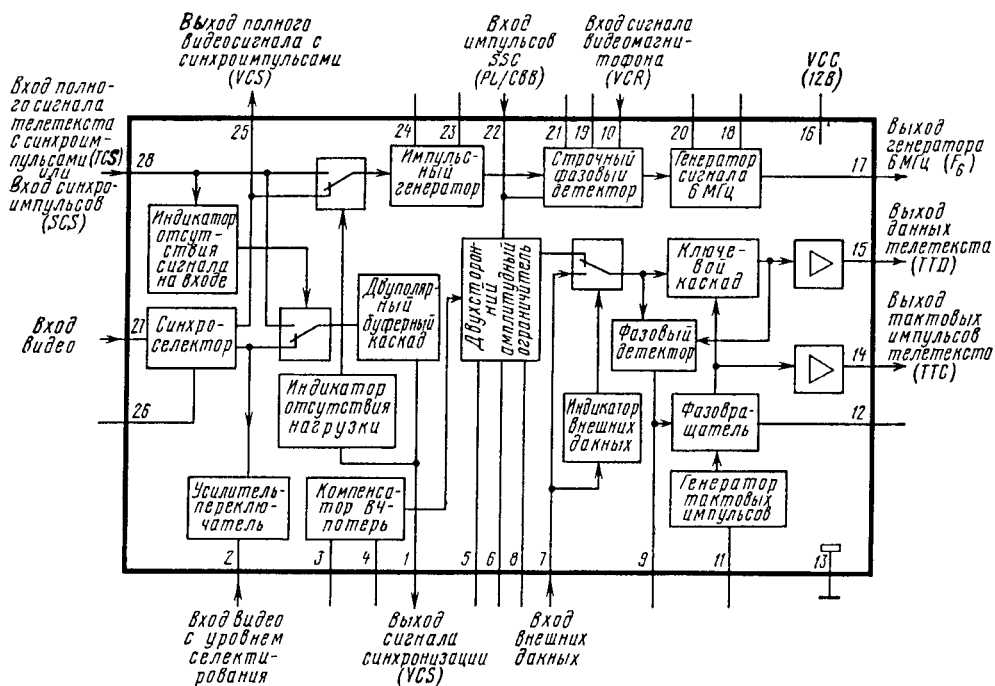 Выход полного
видеосигнала с
синхроимпульсами
(VCS)
Вход
импульсов
SSC
(PL/CBB)
Вход сигнала
видеомагни-
тофона
(VCR)
VCC
(12В)
Вход полно-
го сигнала
телетекста
с синхроим-
пульсами (TCS)
или
Вход синхро-
импульсов
(SCS)
25
24
23
22
21
19
10
20
18
16
28
17
Выход
генератора
6 МГц (F6)
Импульс-
ный
генератор
Строчный
фазовый
детектор
Генератор
сигнала
6 МГц
Индикатор
отсутст-
вия
сигнала
на входе
Двуполяр-
ный
буферный
каскад
Двухсторон-
ний
амплитудный
ограничитель
Ключе-
вой
каскад
15
Выход
данных
телетекста
(TTD)
Вход
видео
27
Синхро-
селектор
Фазовый
детектор
14
Выход
тактовых
импульсов
телетекста
(TTC)
26
Индикатор
отсутствия
нагрузки
Индикатор
внешних
данных
Фазовра-
щатель
12
Усилитель-
переклю-
чатель
Компенса-
тор ВЧ-
потерь
Генератор
тактовых
импульсов
2
3
4
1
5
6
8
7
9
11
13
Вход видео
с уровнем
селекти-
рования
Выход
сигнала
синхронизации
(VCS)
Вход
внешних
данных